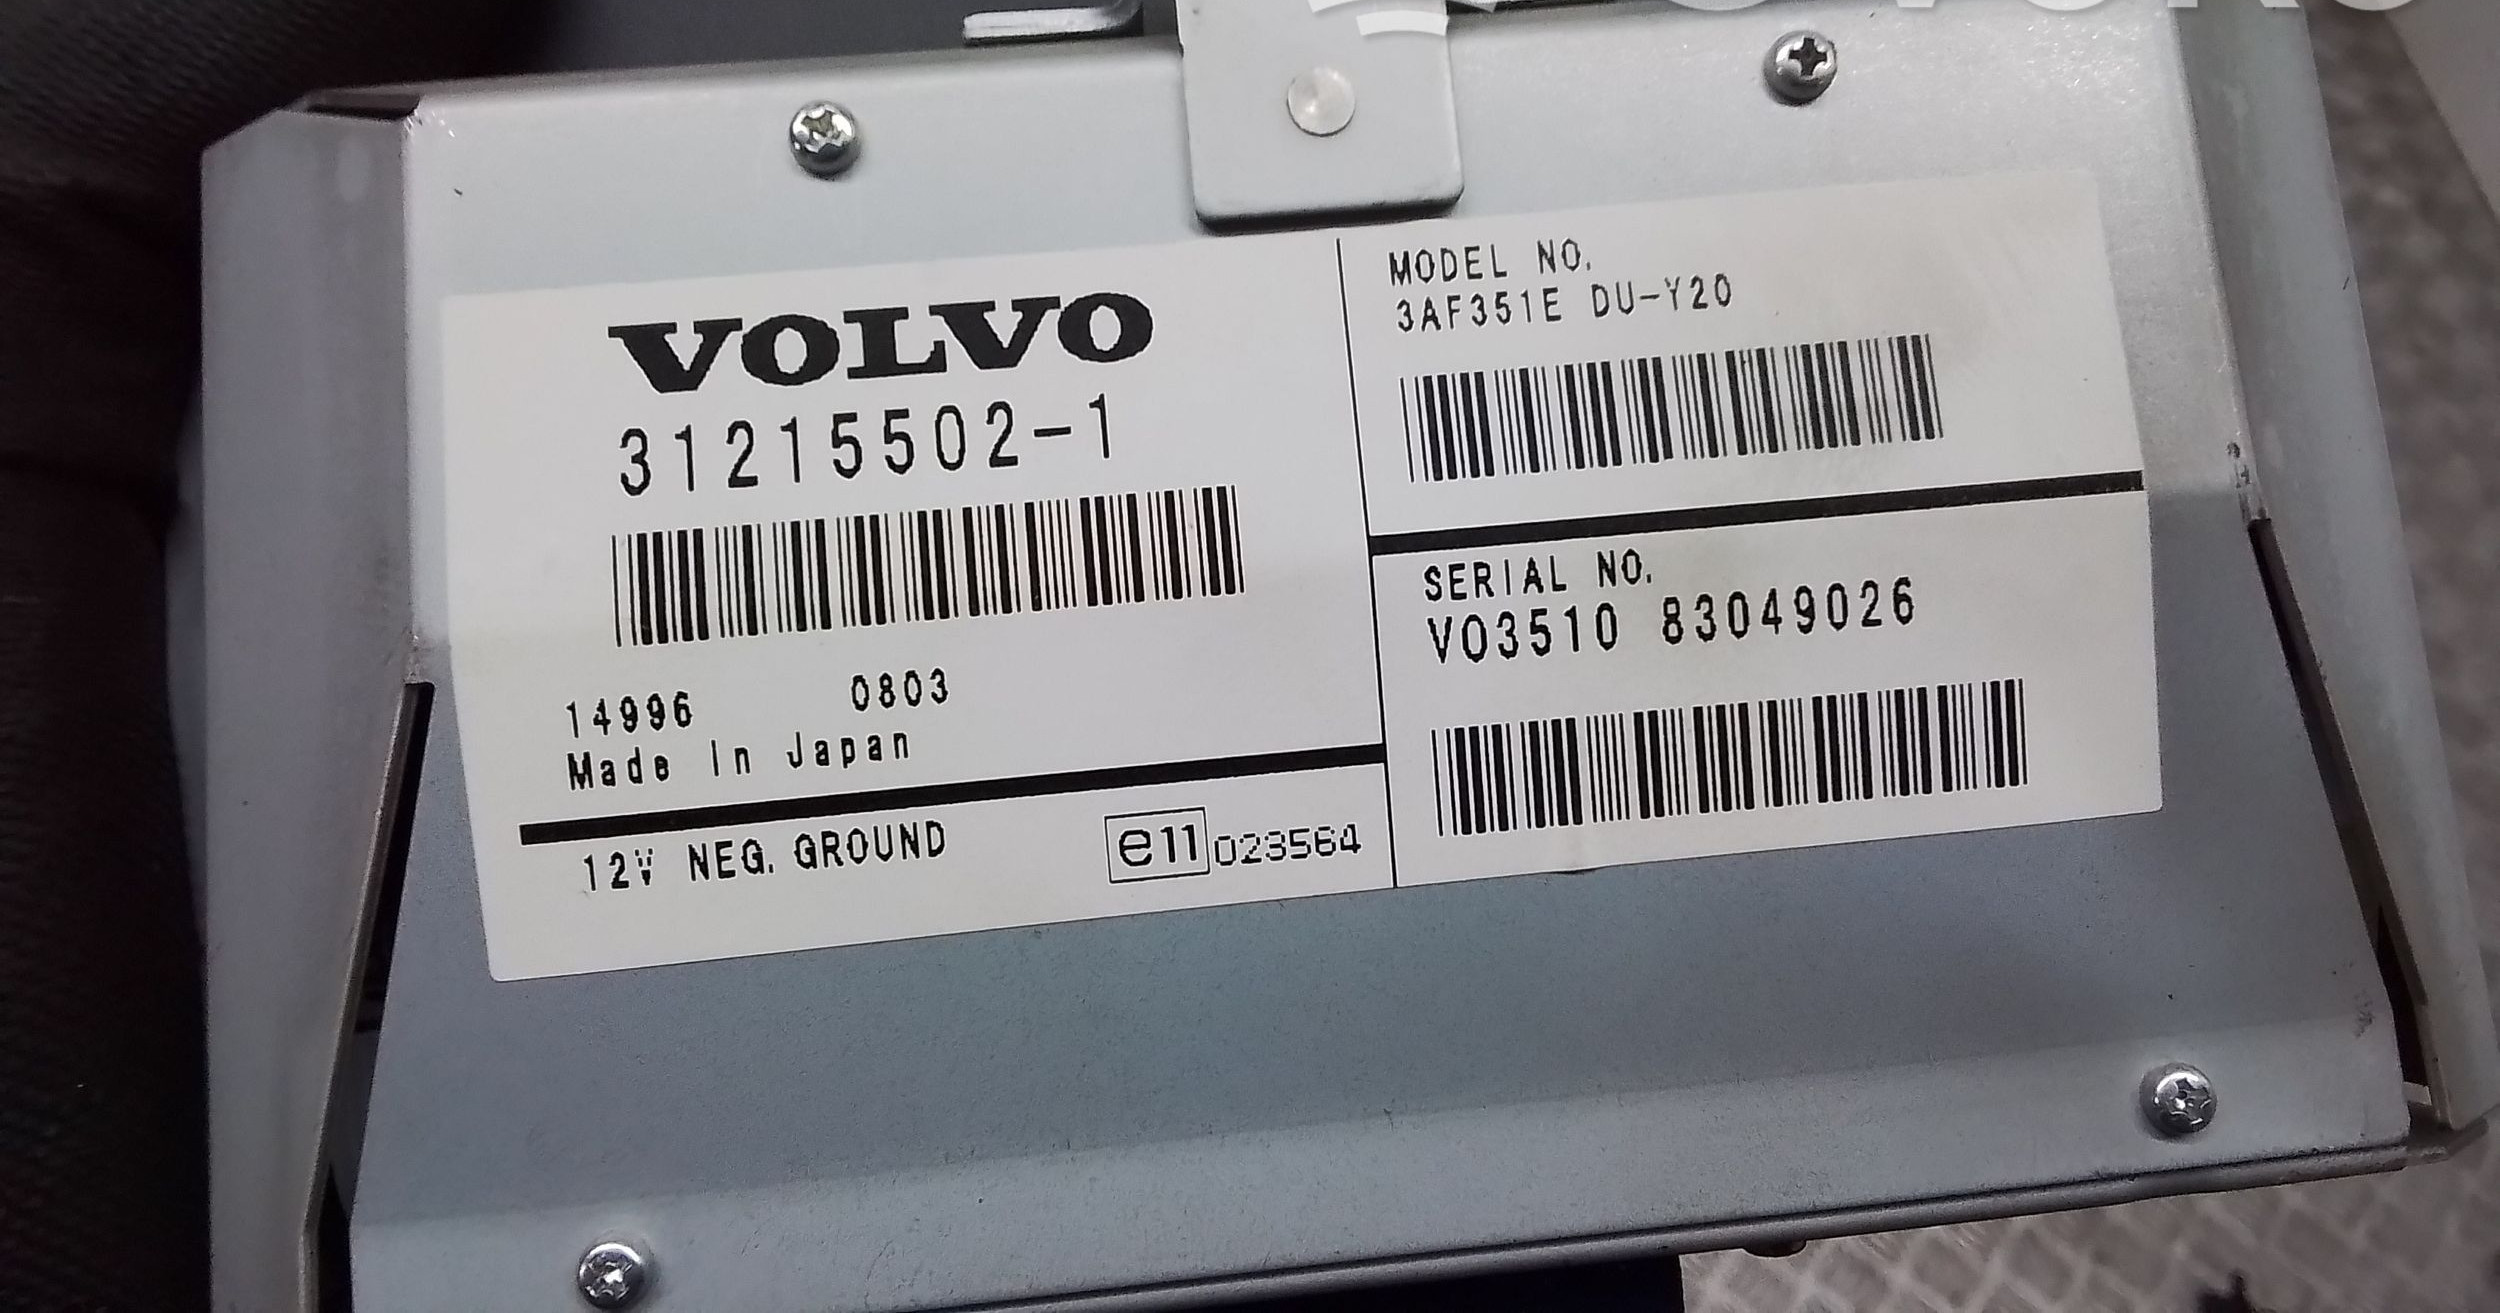 VOLVO
31215502-1
14996 0803
Made In Japan
12V NEG. GROUND
e11 023564
MODEL NO.
3AF351E DU-Y20
SERIAL NO.
VO3510 83049026